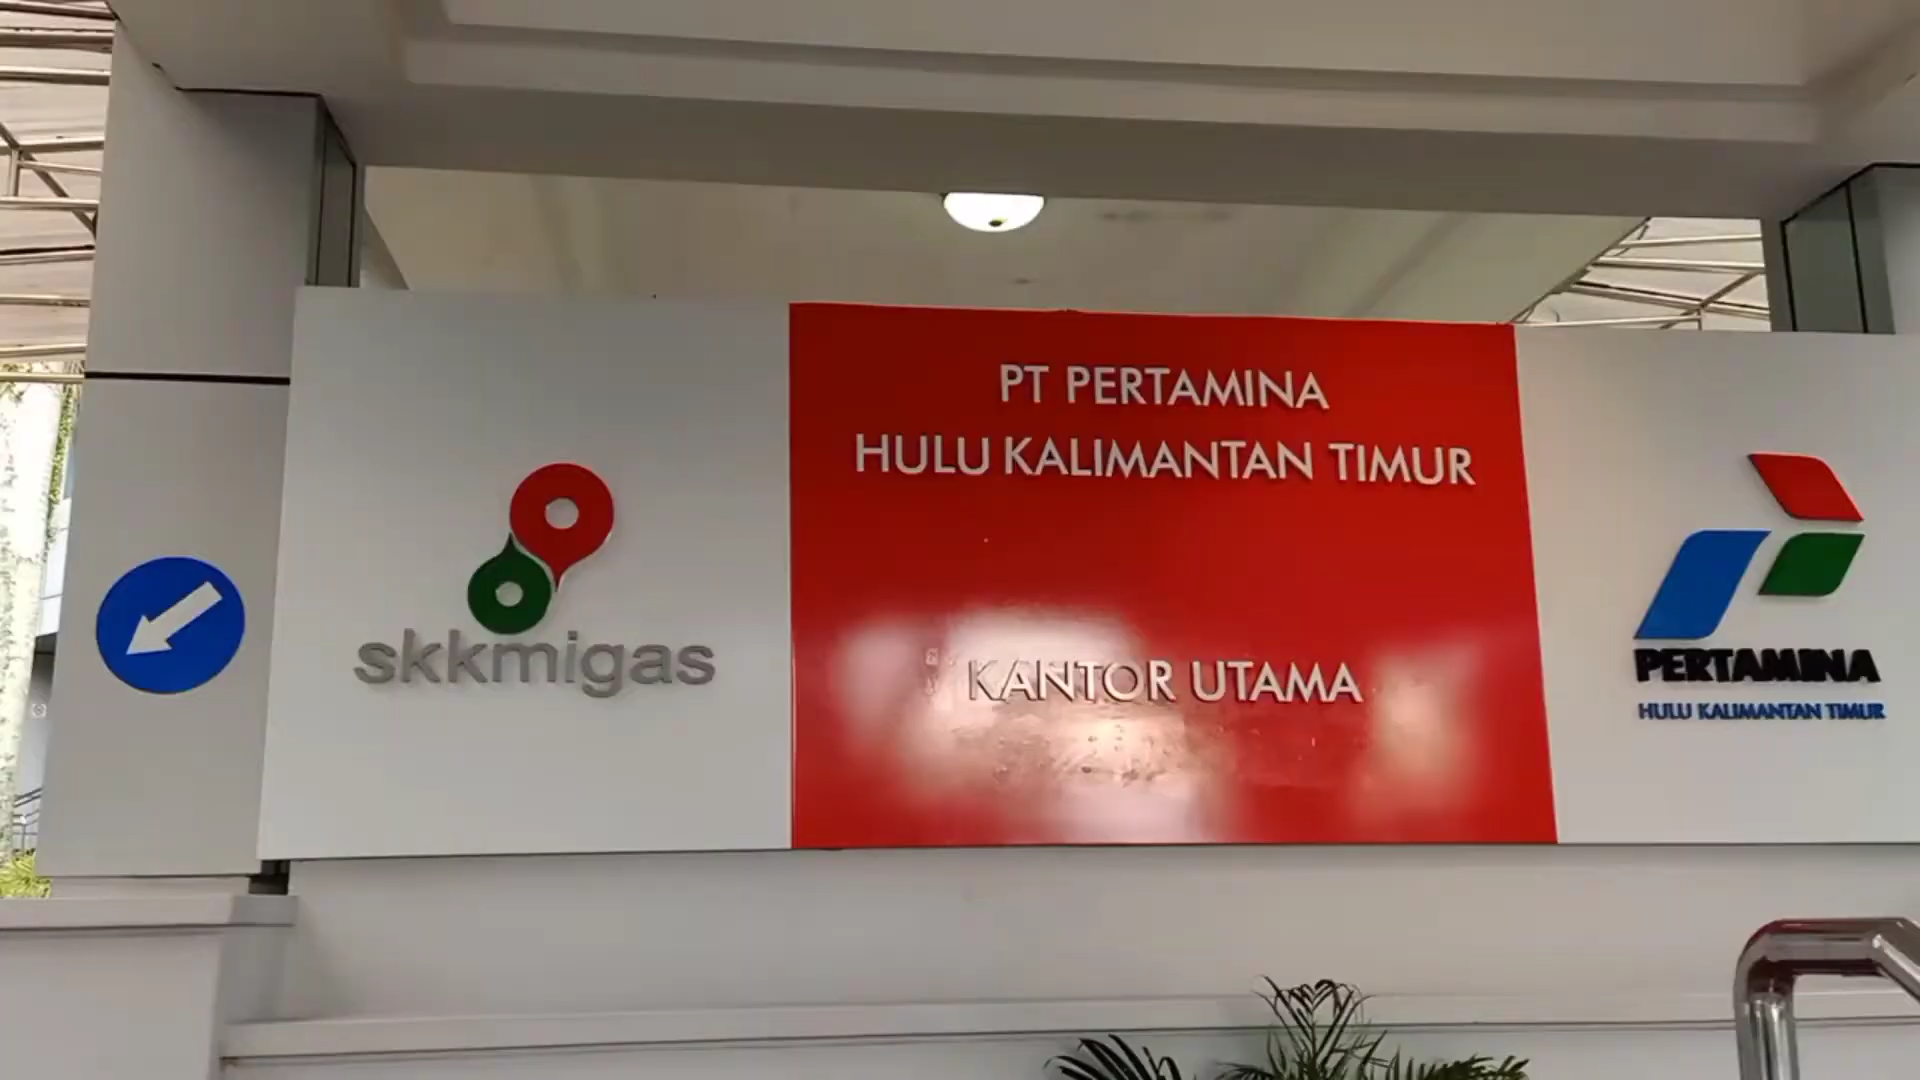 skkmigas
PT PERTAMINA
HULU KALIMANTAN TIMUR
KANTOR UTAMA
PERTAMINA
HULU KALIMANTAN TIMUR